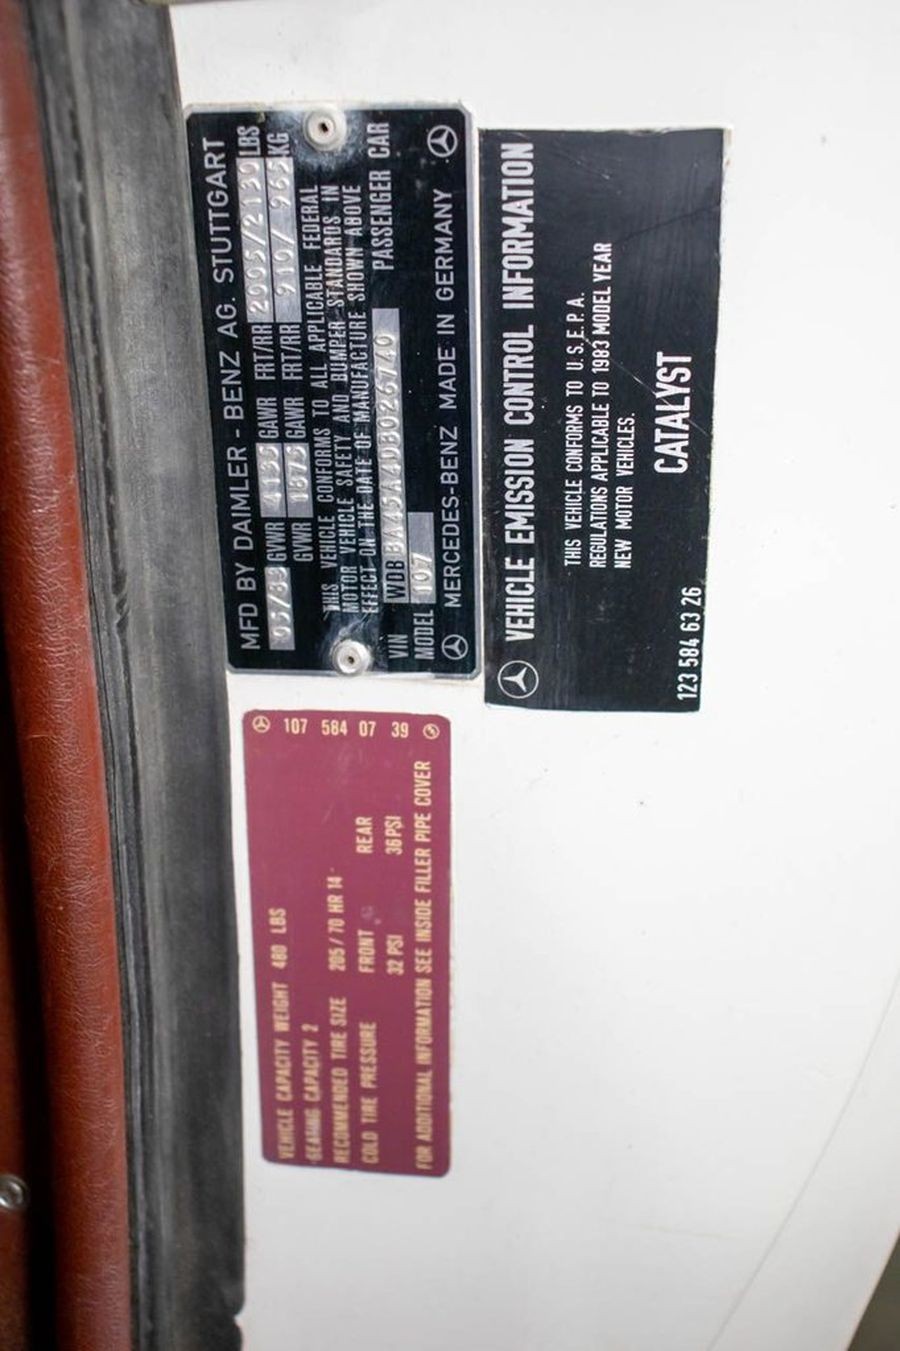 MFD BY DAIMLER-BENZ AG. STUTTGART
GVWR 4135 GAWR FRT/RR 2005/2130 LBS
GVWR 1875 GAWR FRT/RR 910/ 965 KG
THIS VEHICLE CONFORMS TO ALL APPLICABLE FEDERAL
MOTOR VEHICLE SAFETY AND BUMPER STANDARDS IN
EFFECT ON THE DATE OF MANUFACTURE SHOWN ABOVE
VIN WDBBA45A4DB026740 PASSENGER CAR
MODEL 107
MERCEDES-BENZ MADE IN GERMANY
VEHICLE EMISSION CONTROL INFORMATION
THIS VEHICLE CONFORMS TO U.S.E.P.A.
REGULATIONS APPLICABLE TO 1983 MODEL YEAR
NEW MOTOR VEHICLES.
CATALYST
123 584 63 26
107 584 07 39
VEHICLE CAPACITY WEIGHT 480 LBS
SEATING CAPACITY 2
RECOMMENDED TIRE SIZE 205/70 HR 14
COLD TIRE PRESSURE FRONT REAR
32 PSI 36 PSI
FOR ADDITIONAL INFORMATION SEE INSIDE FILLER PIPE COVER